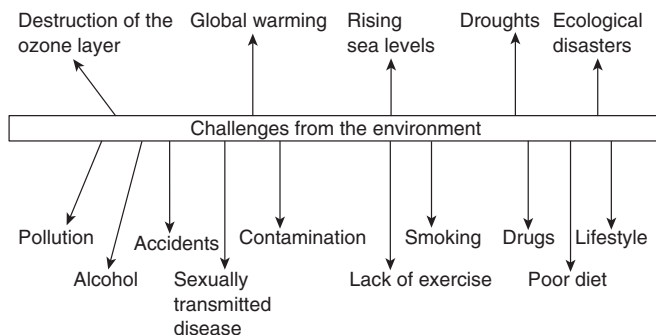 Destruction of the
ozone layer
Global warming
Rising
sea levels
Droughts
Ecological
disasters
Challenges from the environment
Pollution
Alcohol
Accidents
Sexually
transmitted
disease
Contamination
Lack of exercise
Smoking
Drugs
Poor diet
Lifestyle